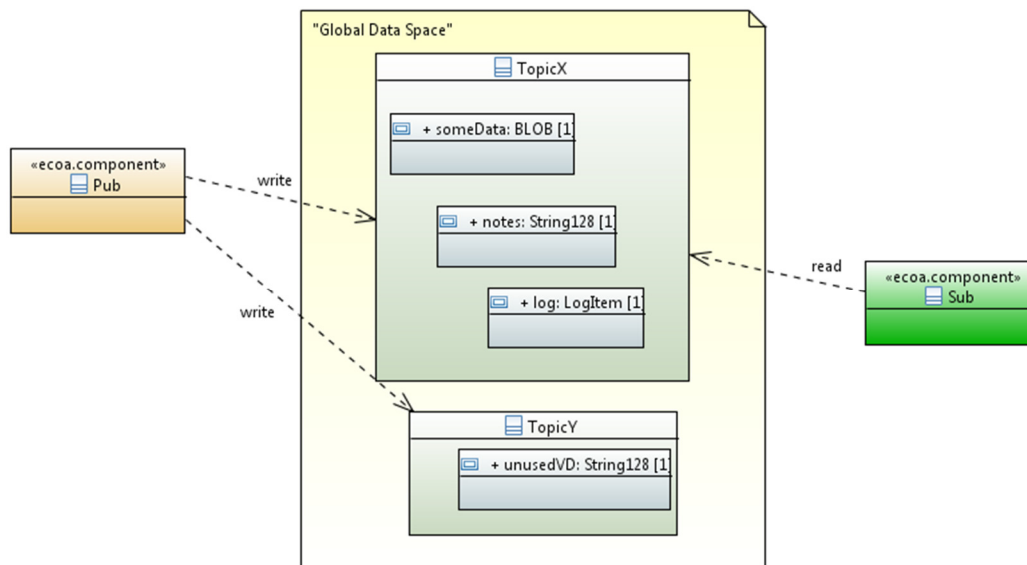 "Global Data Space"
TopicX
+ someData: BLOB [1]
«ecoa.component»
Pub
write
+ notes: String128 [1]
read
«ecoa.component»
Sub
+ log: LogItem [1]
write
TopicY
+ unusedVD: String128 [1]